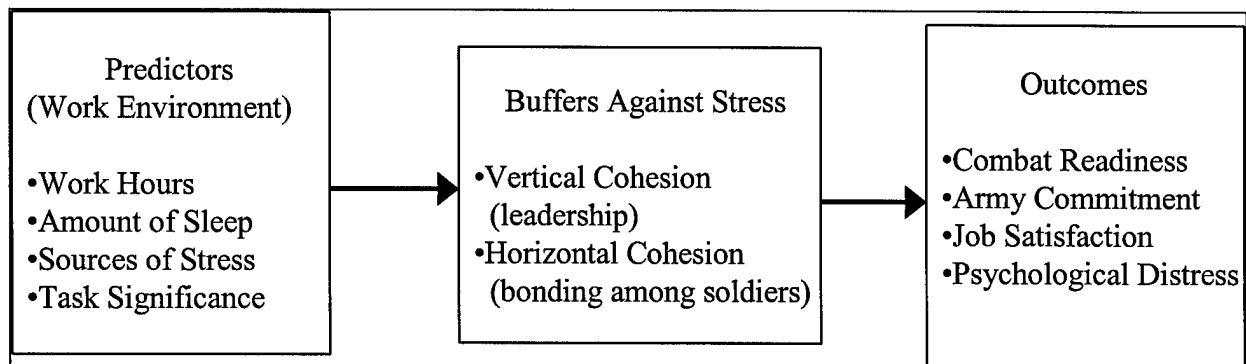 Predictors
(Work Environment)
•Work Hours
•Amount of Sleep
•Sources of Stress
•Task Significance
Buffers Against Stress
•Vertical Cohesion
(leadership)
•Horizontal Cohesion
(bonding among soldiers)
Outcomes
•Combat Readiness
•Army Commitment
•Job Satisfaction
•Psychological Distress